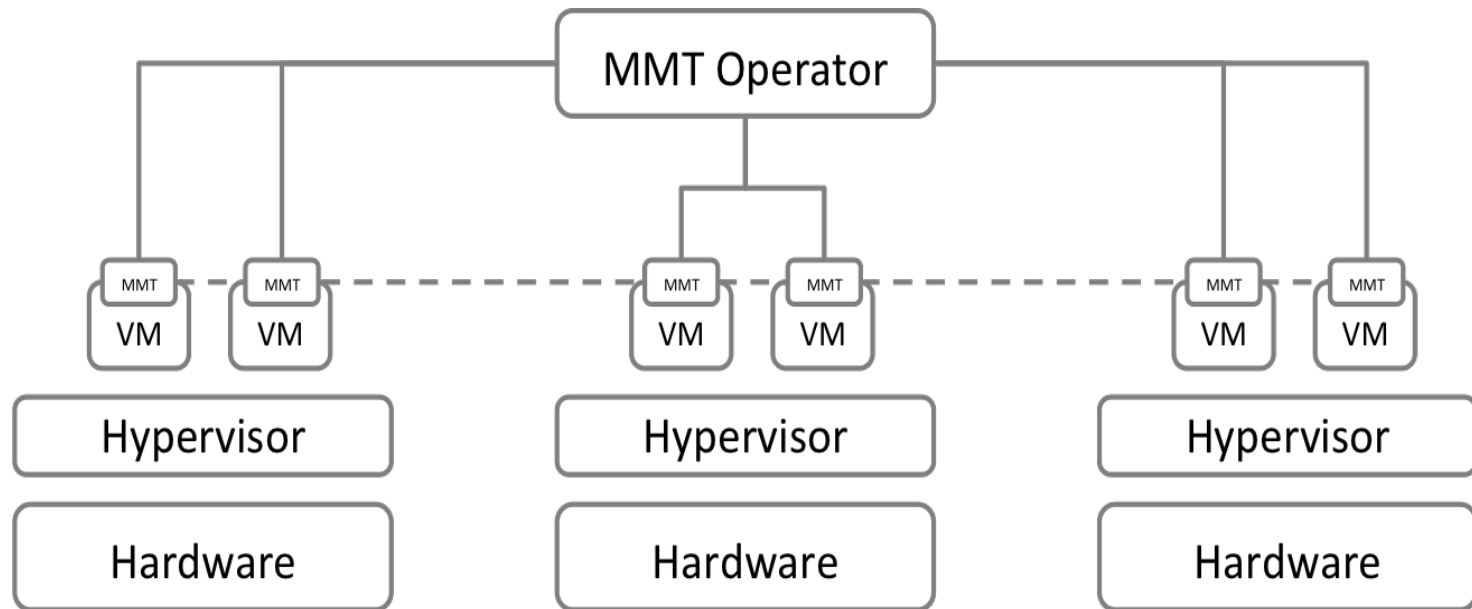 MMT Operator
MMT MMT MMT MMT MMT MMT
VM VM VM VM VM VM
Hypervisor Hypervisor Hypervisor
Hardware Hardware Hardware